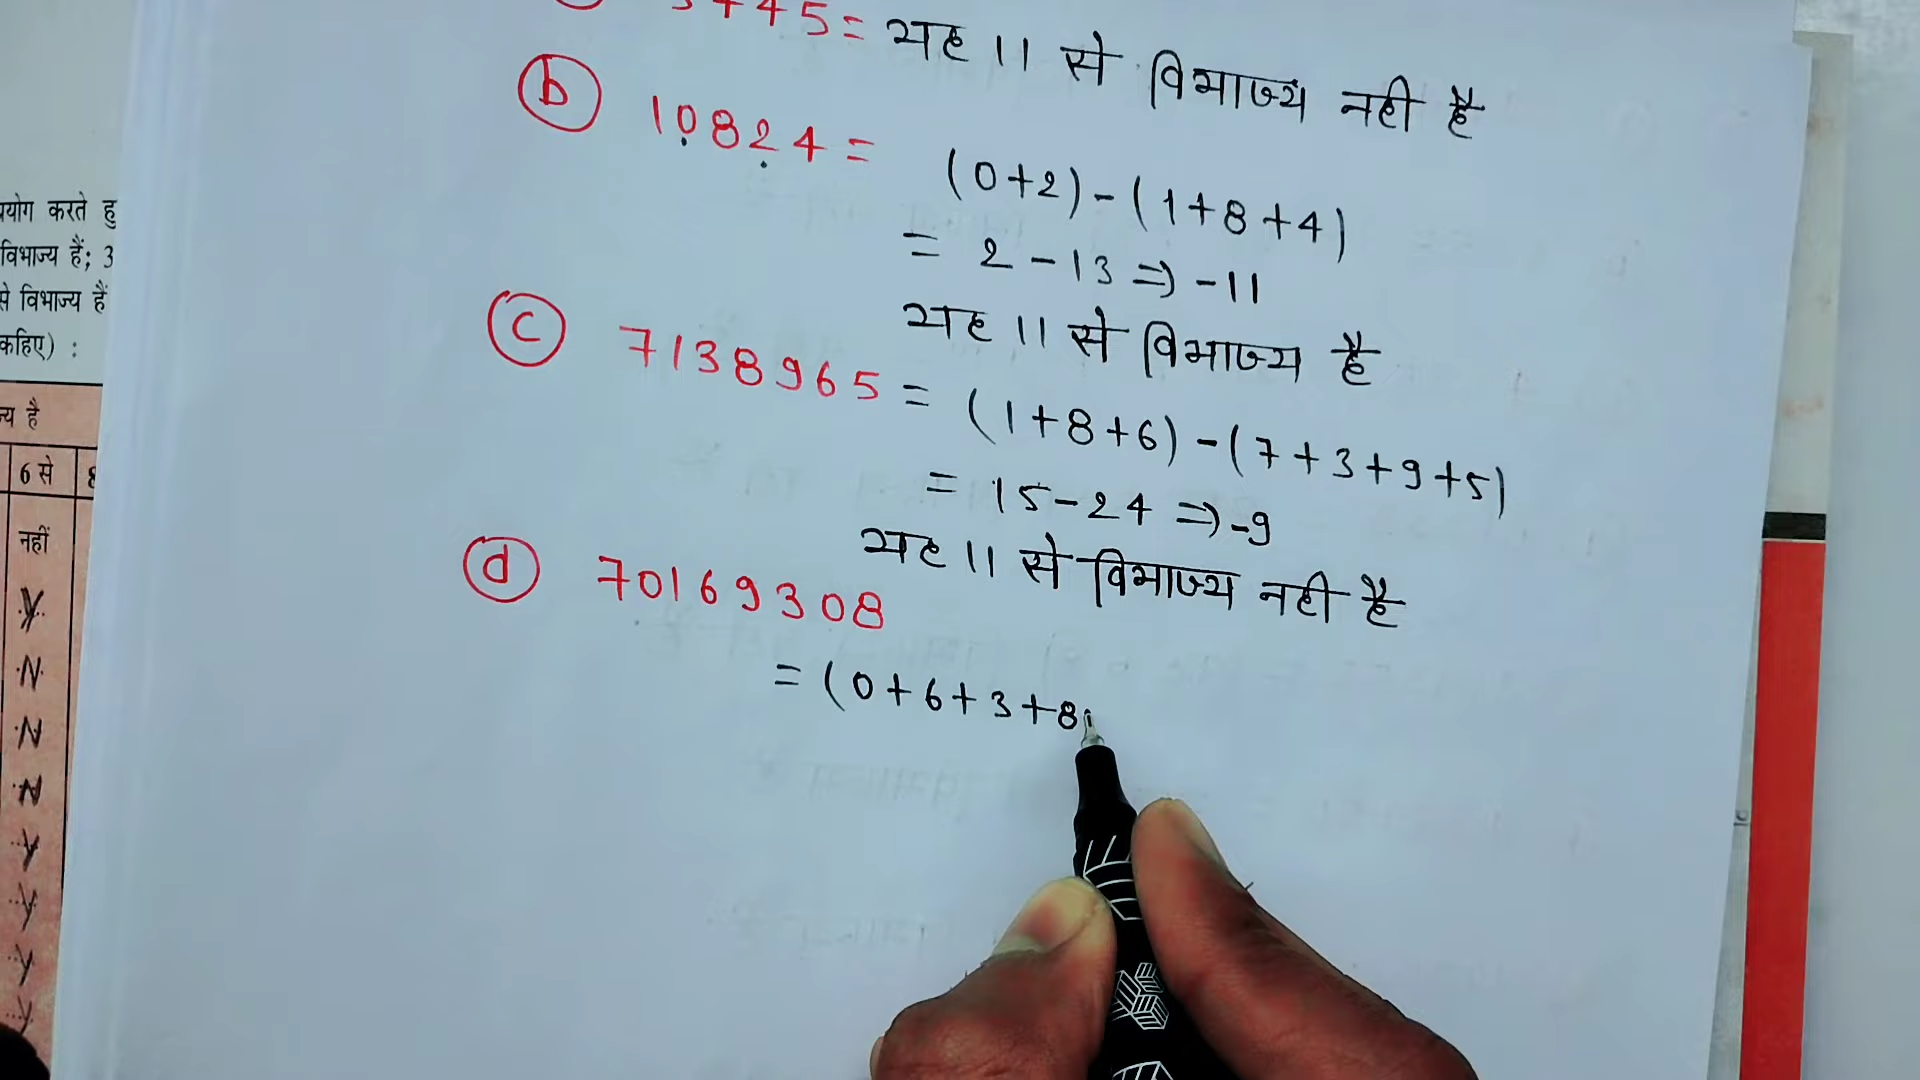 5445 = यह 11 से विभाज्य नही है
(b) 10824 = (0+2)-(1+8+4)
= 2-13 ⇒ -11
यह 11 से विभाज्य है
(c) 7138965 = (1+8+6)-(7+3+9+5)
= 15-24 ⇒ -9
यह 11 से विभाज्य नही है
(d) 70169308
= (0+6+3+8
करते
विभाज्य हैं; 3
से विभाज्य हैं
कहिए) :
है
6 से
नहीं
Y
N
N
N
Y
Y
Y
Y